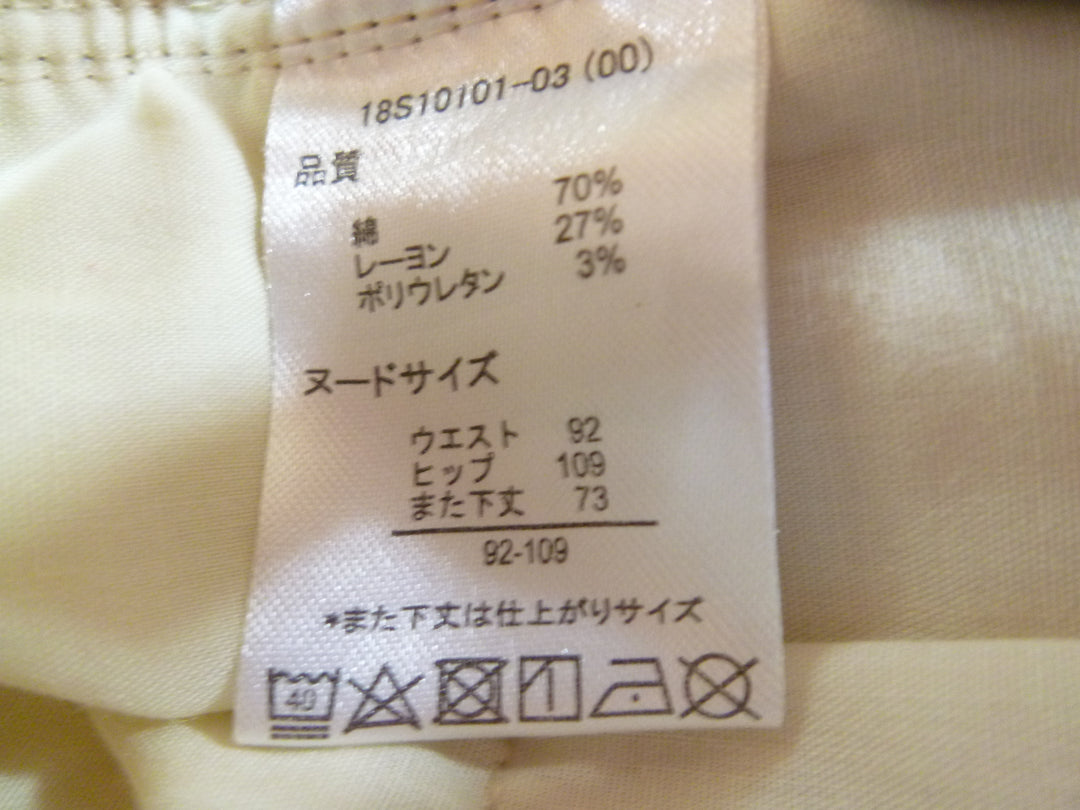 18S10101-03 (00)
品質
綿 70%
レーヨン 27%
ポリウレタン 3%
ヌードサイズ
ウエスト 92
ヒップ 109
また下丈 73
92-109
*また下丈は仕上がりサイズ
40